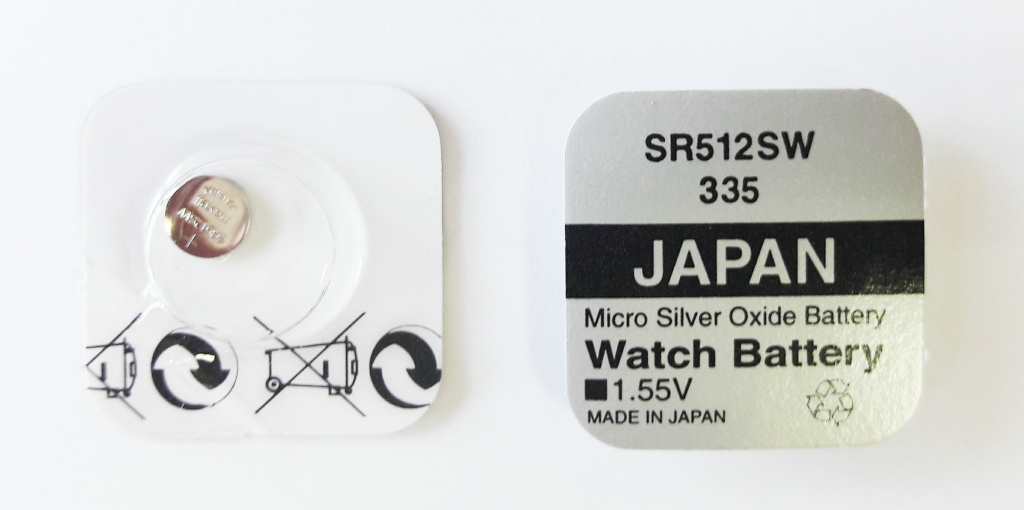 SR512SW
335
JAPAN
Micro Silver Oxide Battery
Watch Battery
1.55V
MADE IN JAPAN